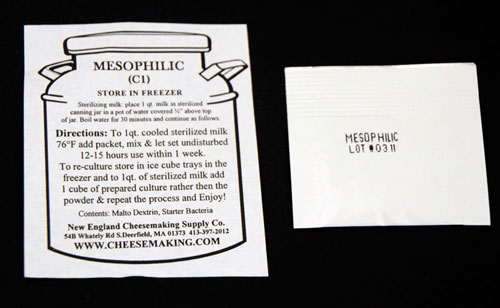 MESOPHILIC
(C1)
STORE IN FREEZER
Sterilizing milk: place 1 qt. milk in sterilized
canning jar in a pot of water covered ½" above top
of jar. Boil water for 30 minutes and continue as follows.
Directions: To 1qt. cooled sterilized milk
76°F add packet, mix & let set undisturbed
12-15 hours use within 1 week.
To re-culture store in ice cube trays in the
freezer and to 1qt. of sterilized milk add
1 cube of prepared culture rather then the
powder & repeat the process and Enjoy!
Contents: Malto Dextrin, Starter Bacteria
New England Cheesemaking Supply Co.
54B Whately Rd S.Deerfield, MA 01373 413-397-2012
WWW.CHEESEMAKING.COM
MESOPHILIC
LOT #0311